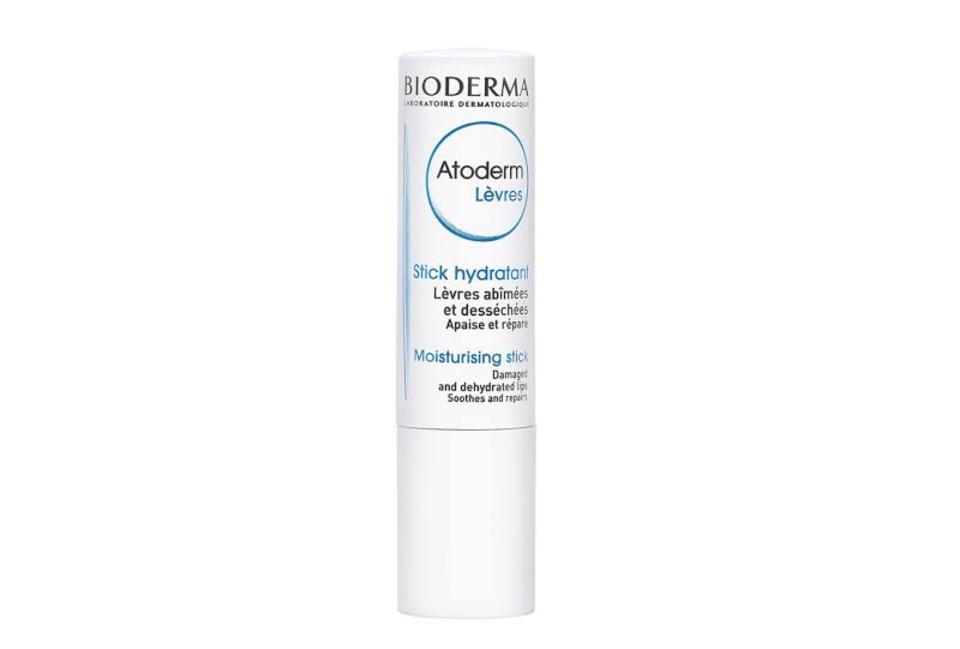 BIODERMA
LABORATOIRE DERMATOLOGIQUE
Atoderm
Lèvres
Stick hydratant
Lèvres abîmées
et desséchées
Apaise et répare
Moisturising stick
Damaged
and dehydrated lips
Soothes and repairs